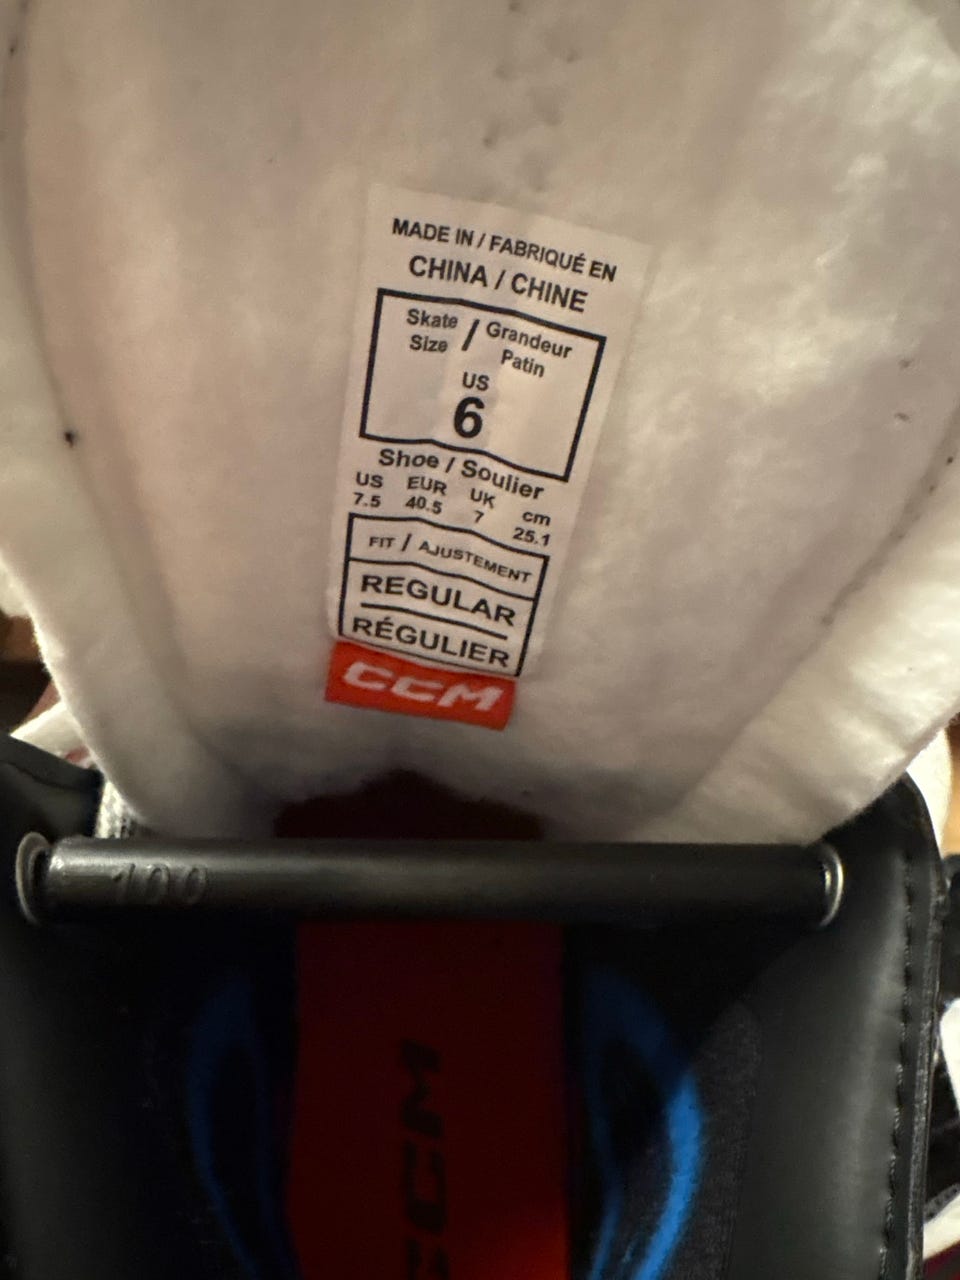 MADE IN / FABRIQUÉ EN
CHINA / CHINE
Skate Size / Grandeur Patin
US
6
Shoe / Soulier
US EUR UK cm
7.5 40.5 7 25.1
FIT / AJUSTEMENT
REGULAR
RÉGULIER
CCM
100
CCM